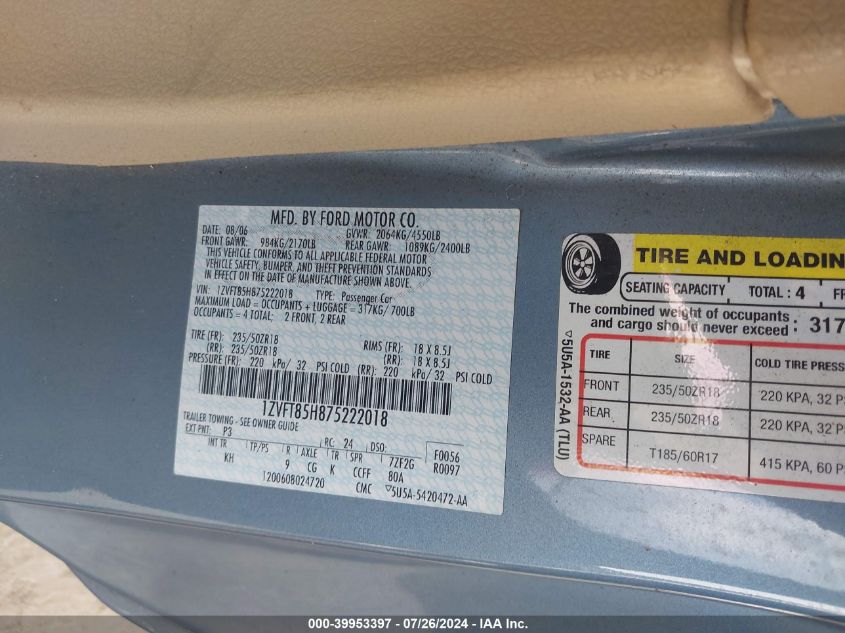 MFD. BY FORD MOTOR CO.
DATE: 08/06 GVWR: 2064KG/4550LB
FRONT GAWR: 984KG/2170LB REAR GAWR: 1089KG/2400LB
THIS VEHICLE CONFORMS TO ALL APPLICABLE FEDERAL MOTOR
VEHICLE SAFETY, BUMPER, AND THEFT PREVENTION STANDARDS
IN EFFECT ON THE DATE OF MANUFACTURE SHOWN ABOVE.
VIN: 1ZVFT85H875222018 TYPE: Passenger Car
MAXIMUM LOAD = OCCUPANTS + LUGGAGE = 317KG/ 700LB
OCCUPANTS = 4 TOTAL: 2 FRONT, 2 REAR
TIRE (FR): 235/50ZR18 RIMS (FR): 18 X 8.5J
(RR): 235/50ZR18 (RR): 18 X 8.5J
PRESSURE (FR): 220 kPa/ 32 PSI COLD (RR): 220 kPa/ 32 PSI COLD
1ZVFT85H875222018
TRAILER TOWING - SEE OWNER GUIDE
EXT PNT: P3 RC: 24 DSO: F0056
INT TR TP/PS R AXLE TR SPR 7ZF2G R0097
KH 9 CG K CCFF 80A
1200608024720 CMC ▽5U5A-5420472-AA
TIRE AND LOADIN
SEATING CAPACITY TOTAL : 4 FR
The combined weight of occupants
and cargo should never exceed : 317
TIRE SIZE COLD TIRE PRESS
FRONT 235/50ZR18 220 KPA, 32 P
REAR 235/50ZR18 220 KPA, 32
SPARE T185/60R17 415 KPA, 60 P
▽5U5A-1532-AA (TLU)
000-39953397 - 07/26/2024 - IAA Inc.